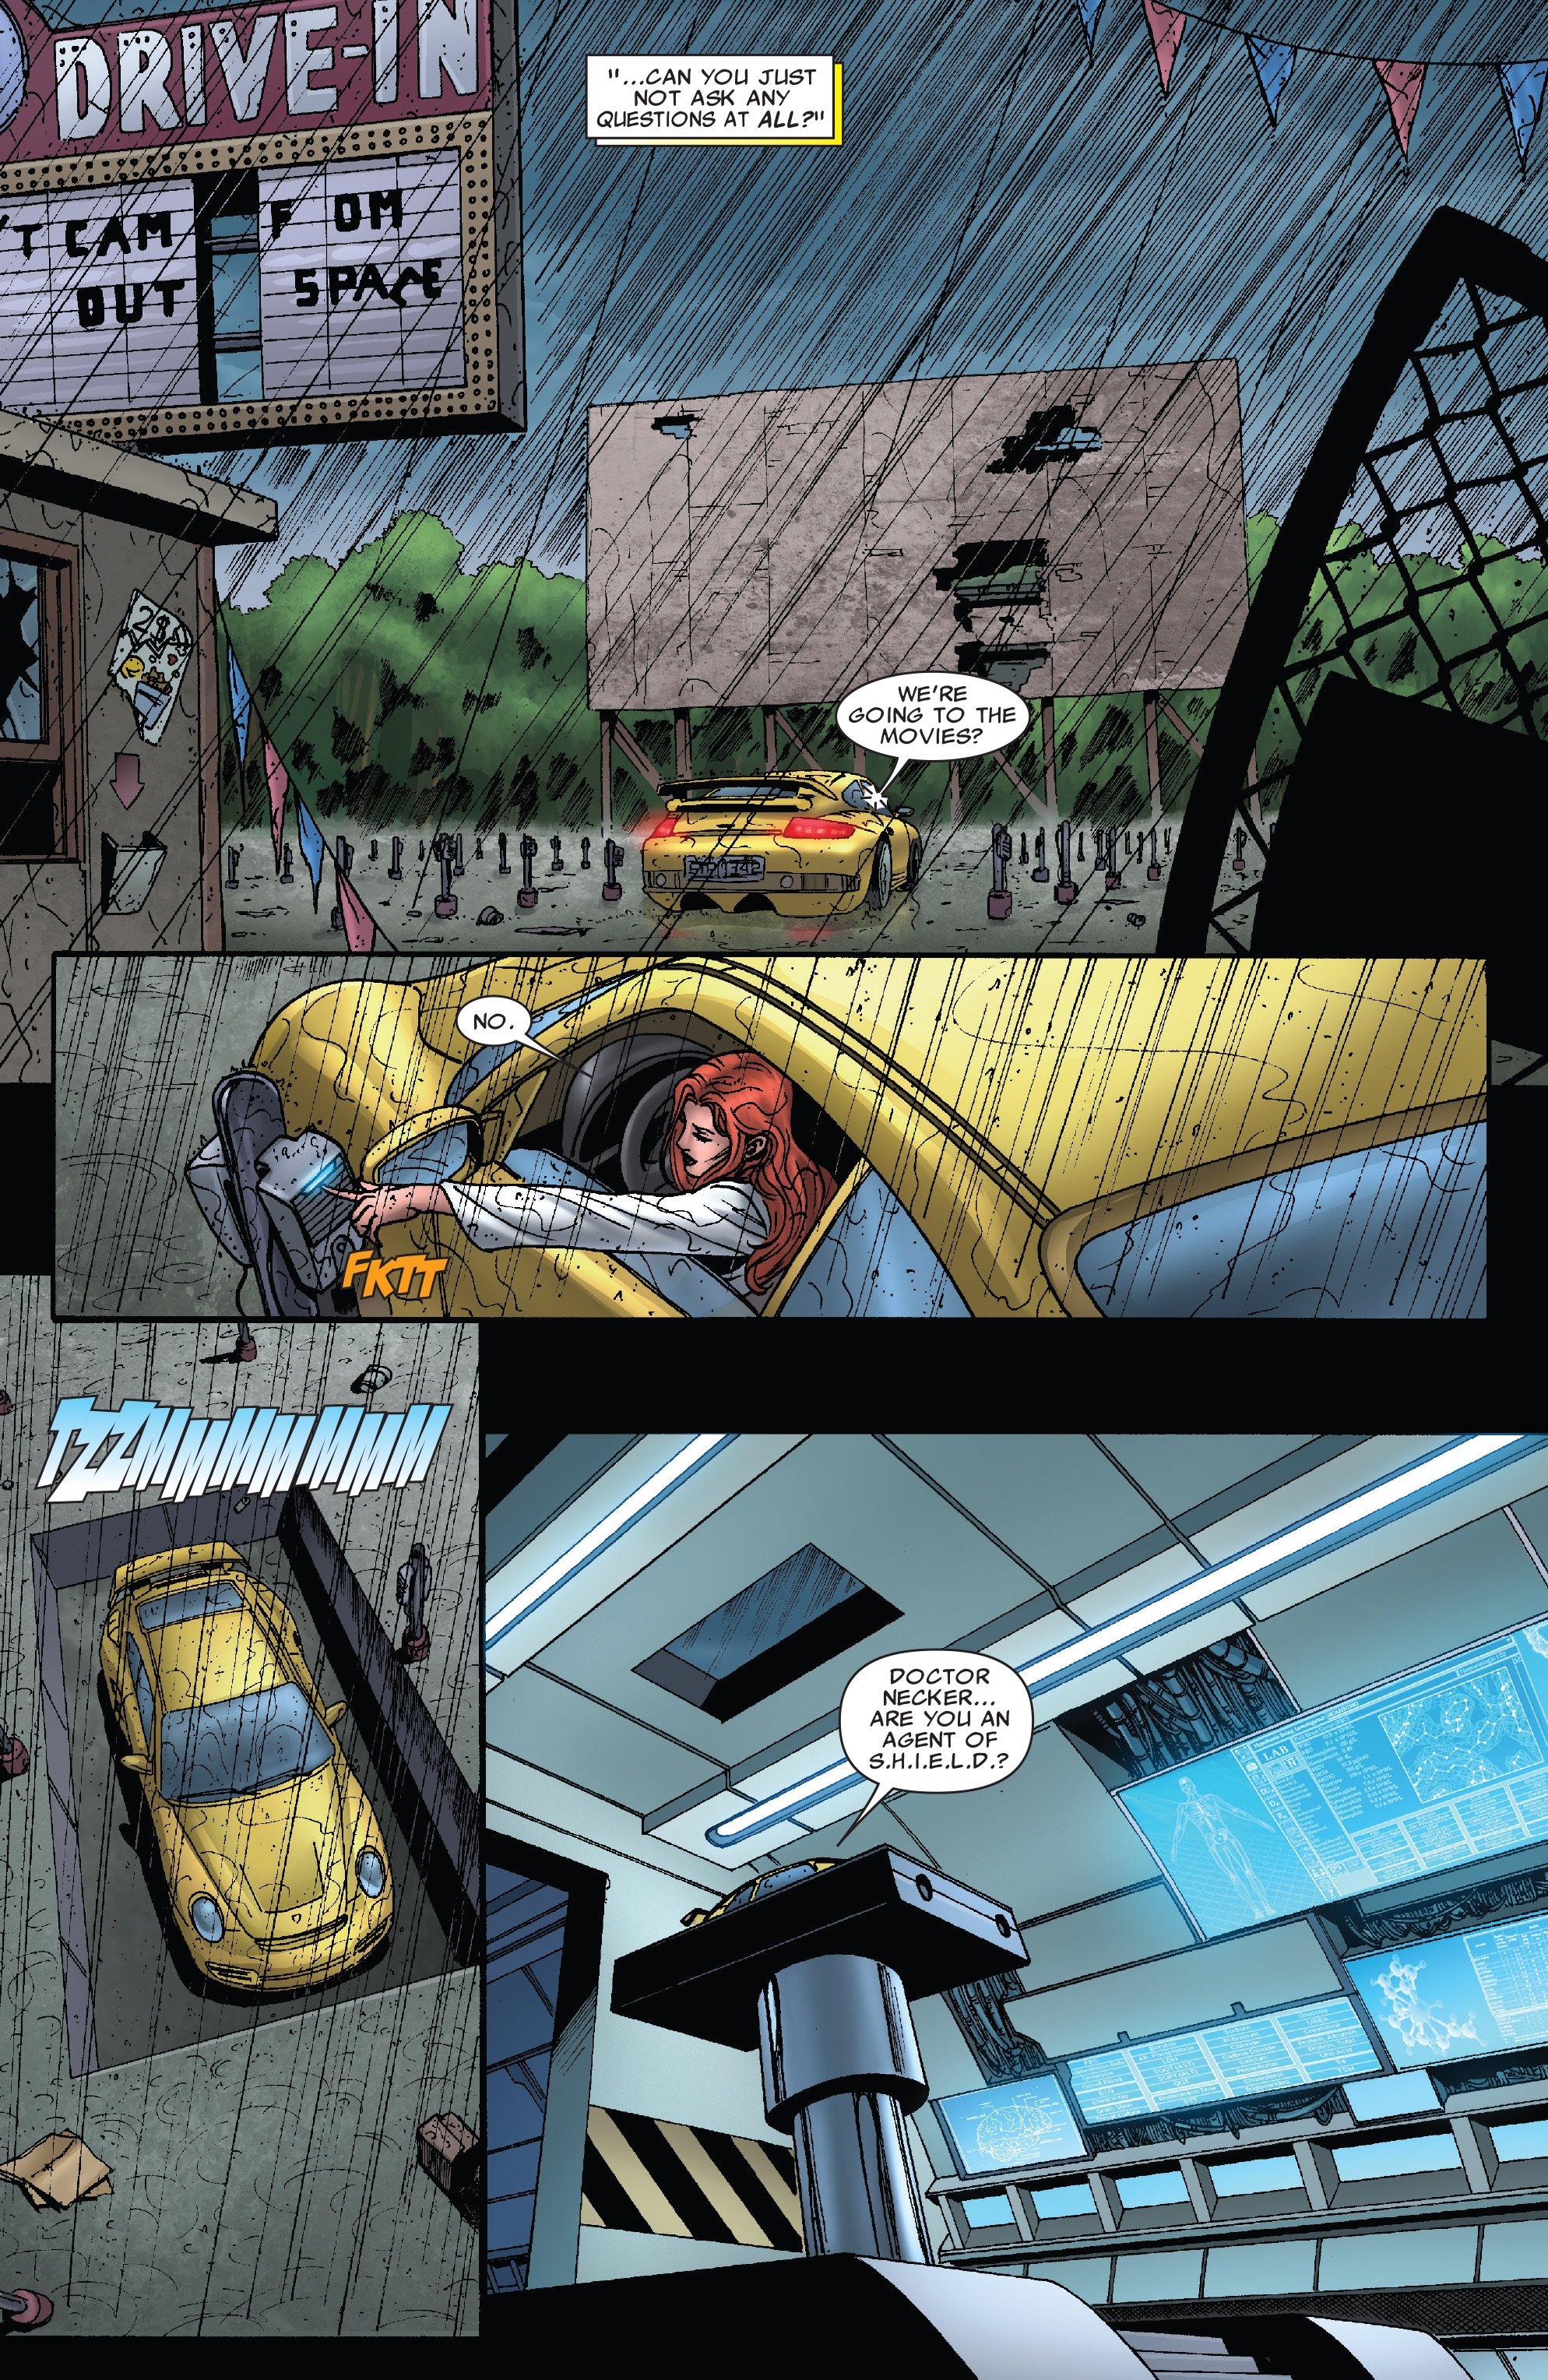 DRIVE-IN
'T CAM F OM
OUT SPACE
"...CAN YOU JUST
NOT ASK ANY
QUESTIONS AT ALL?"
WE'RE
GOING TO THE
MOVIES?
NO.
FKTT
TZZMMMMMMMM
DOCTOR
NECKER...
ARE YOU AN
AGENT OF
S.H.I.E.L.D.?
LAB